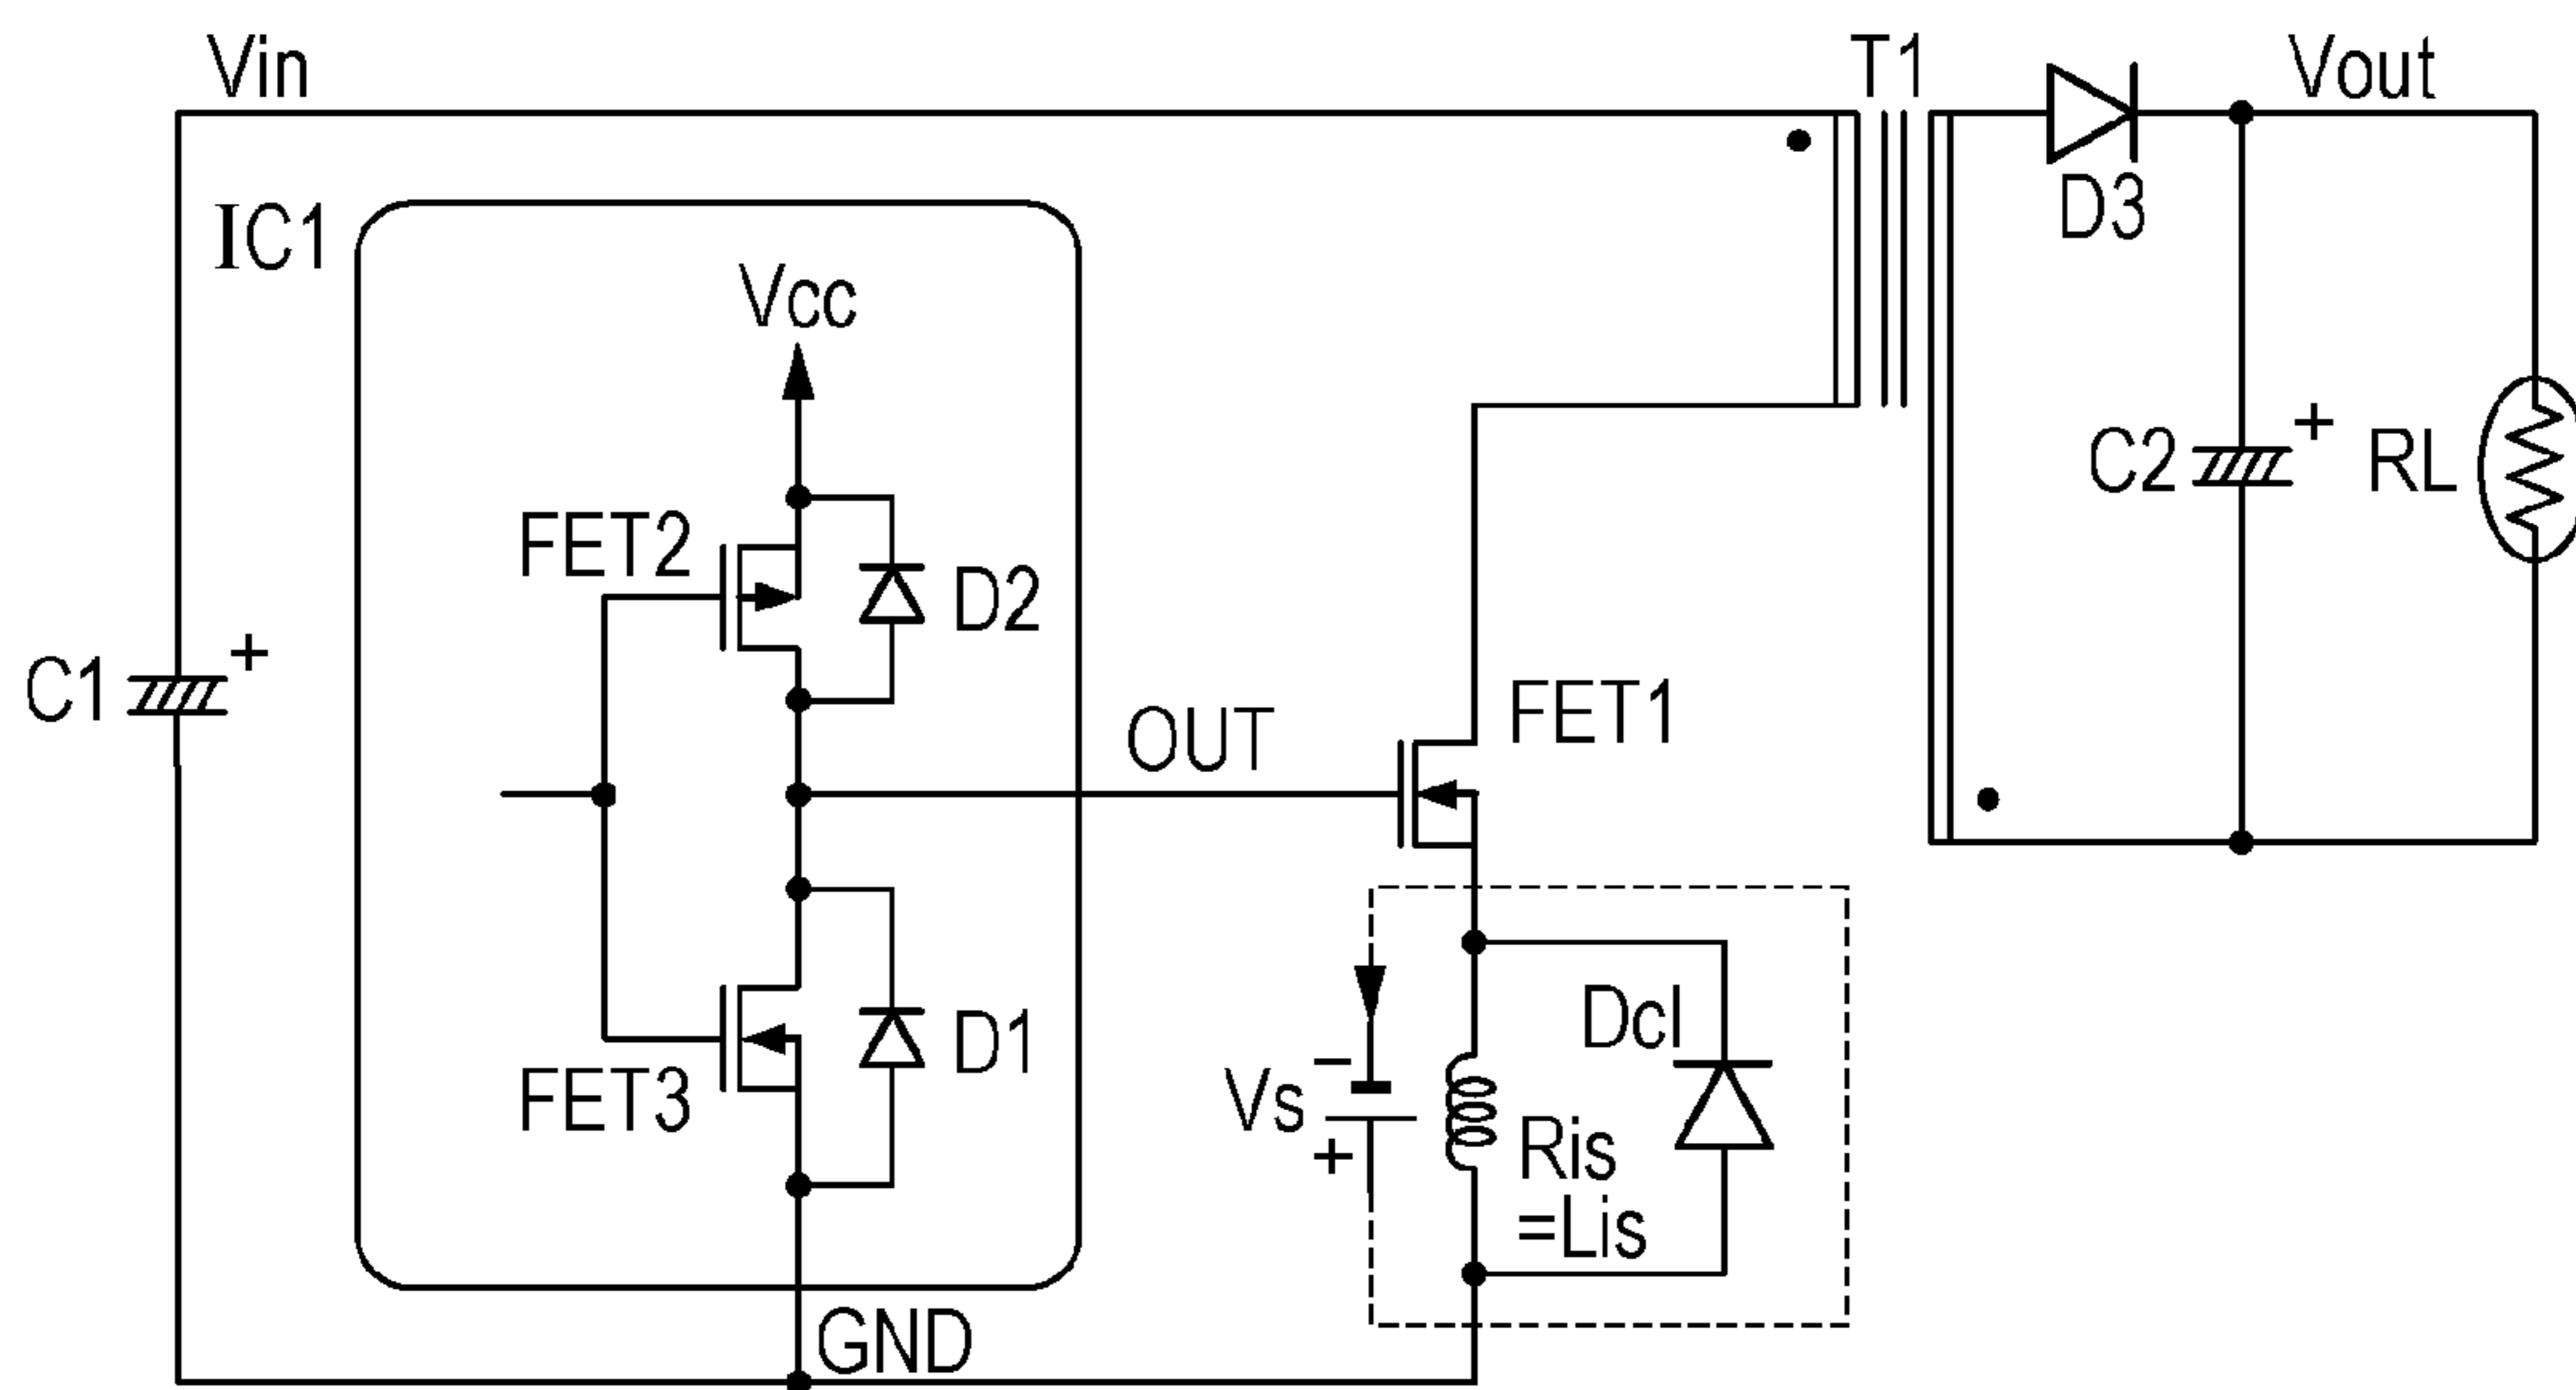 Vin
T1
Vout
IC1
D3
Vcc
FET2
D2
C2
+
RL
C1
+
OUT
FET1
FET3
D1
Vs
−
+
Dcl
Ris
=Lis
GND